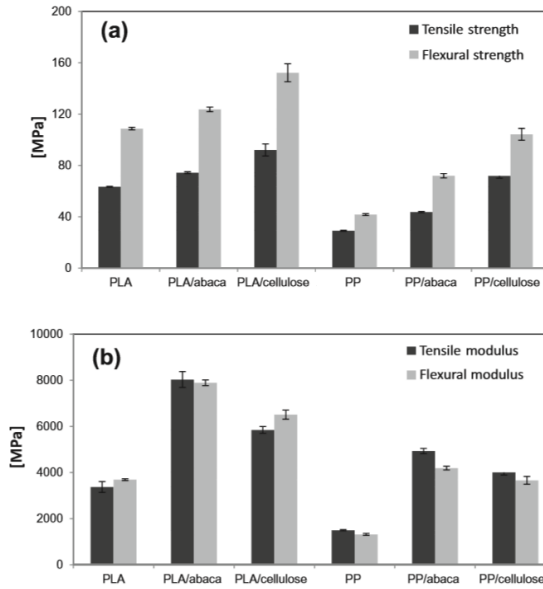 (a)
Tensile strength
Flexural strength
[MPa]
200
160
120
80
40
0
PLA PLA/abaca PLA/cellulose PP PP/abaca PP/cellulose
(b)
Tensile modulus
Flexural modulus
[MPa]
10000
8000
6000
4000
2000
0
PLA PLA/abaca PLA/cellulose PP PP/abaca PP/cellulose